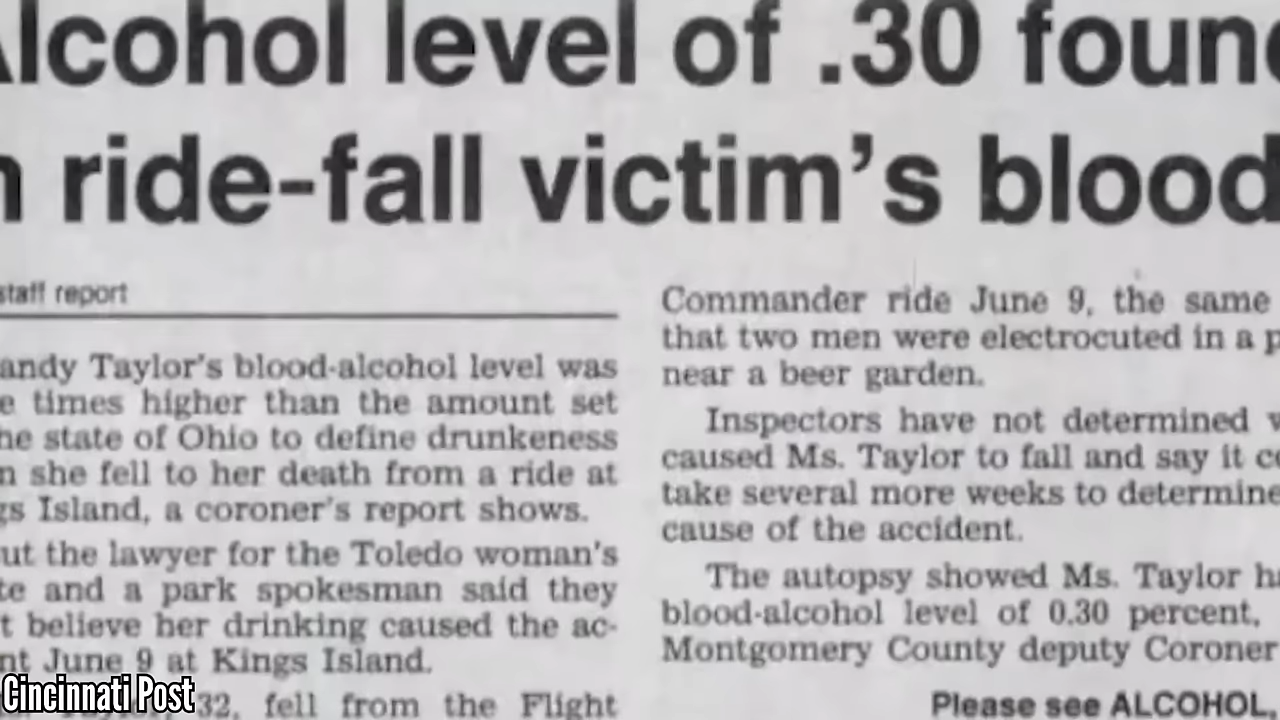 lcohol level of .30 foun
ride-fall victim's blood
staff report
andy Taylor's blood-alcohol level was
e times higher than the amount set
he state of Ohio to define drunkeness
n she fell to her death from a ride at
gs Island, a coroner's report shows.
ut the lawyer for the Toledo woman's
te and a park spokesman said they
t believe her drinking caused the ac-
nt June 9 at Kings Island.
32, fell from the Flight
Commander ride June 9, the same
that two men were electrocuted in a p
near a beer garden.
Inspectors have not determined
caused Ms. Taylor to fall and say it c
take several more weeks to determine
cause of the accident.
The autopsy showed Ms. Taylor h
blood-alcohol level of 0.30 percent,
Montgomery County deputy Coroner
Please see ALCOHOL,
Cincinnati Post